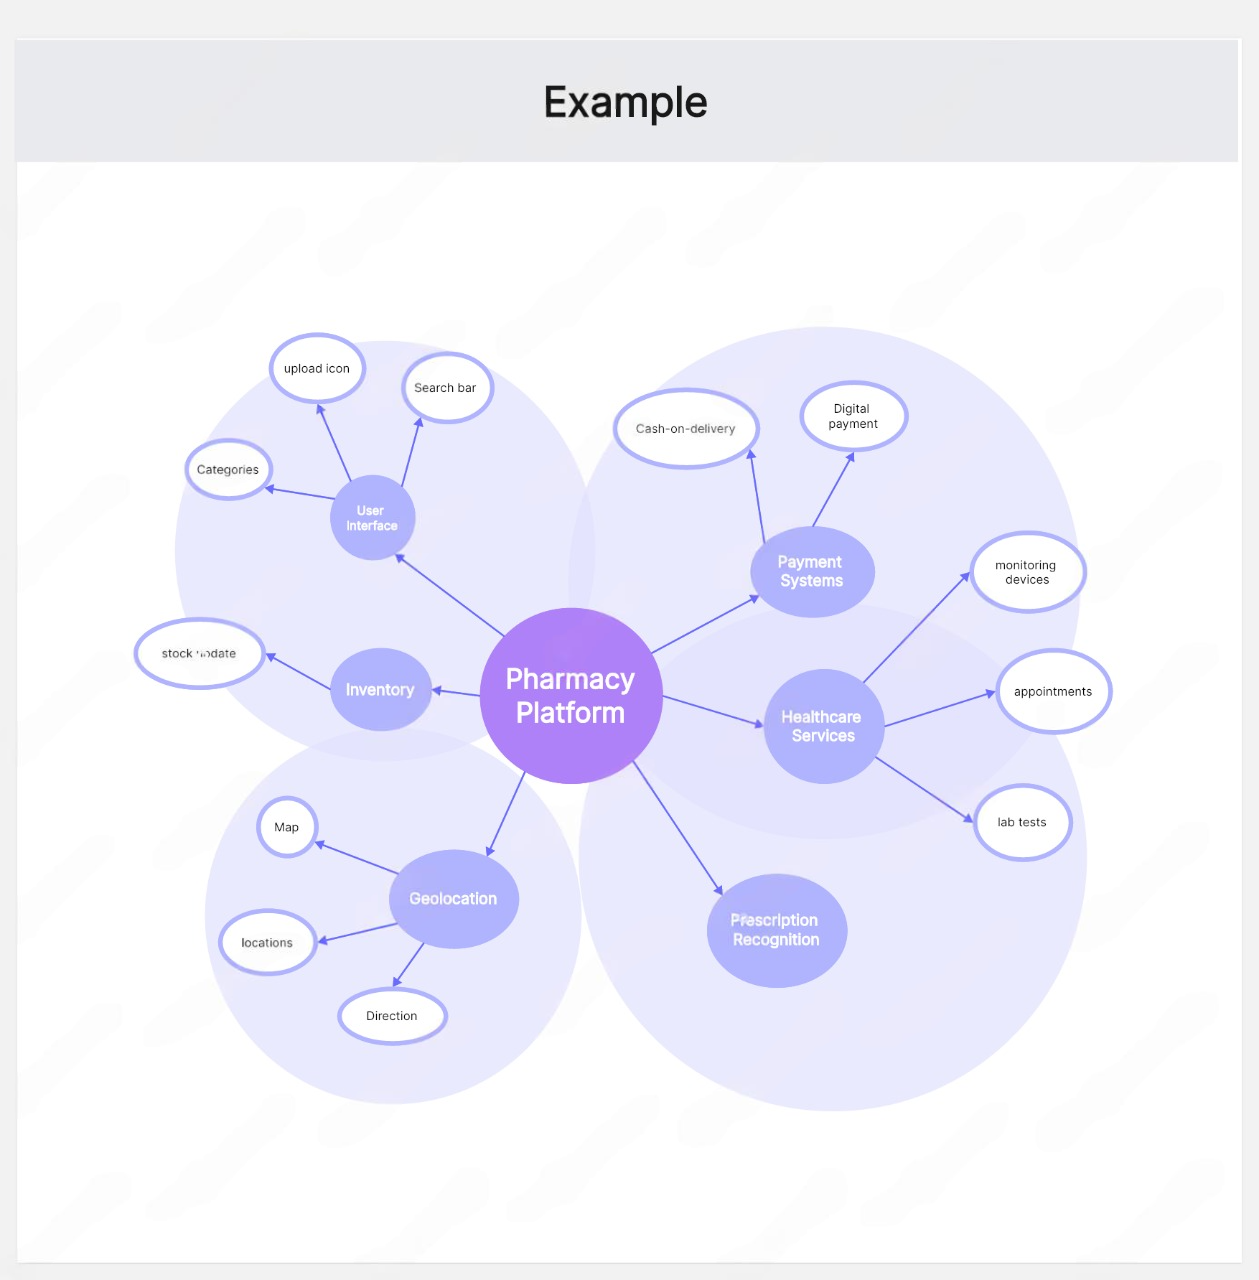 Example
upload icon
Search bar
Categories
User
Interface
Cash-on-delivery
Digital
payment
Payment
Systems
monitoring
devices
stock
Inventory
Pharmacy
Platform
Healthcare
Services
appointments
lab tests
Map
Geolocation
locations
Direction
Prescription
Recognition